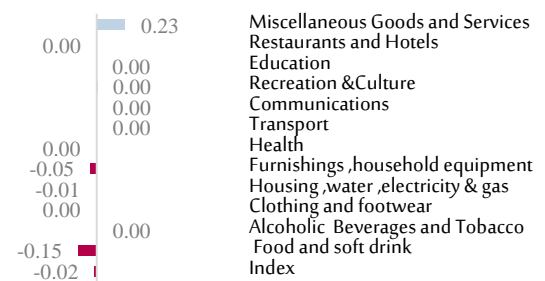 0.23 Miscellaneous Goods and Services
0.00 Restaurants and Hotels
0.00 Education
0.00 Recreation &Culture
0.00 Communications
0.00 Transport
0.00 Health
-0.05 Furnishings ,household equipment
-0.01 Housing ,water ,electricity & gas
0.00 Clothing and footwear
0.00 Alcoholic Beverages and Tobacco
-0.15 Food and soft drink
-0.02 Index